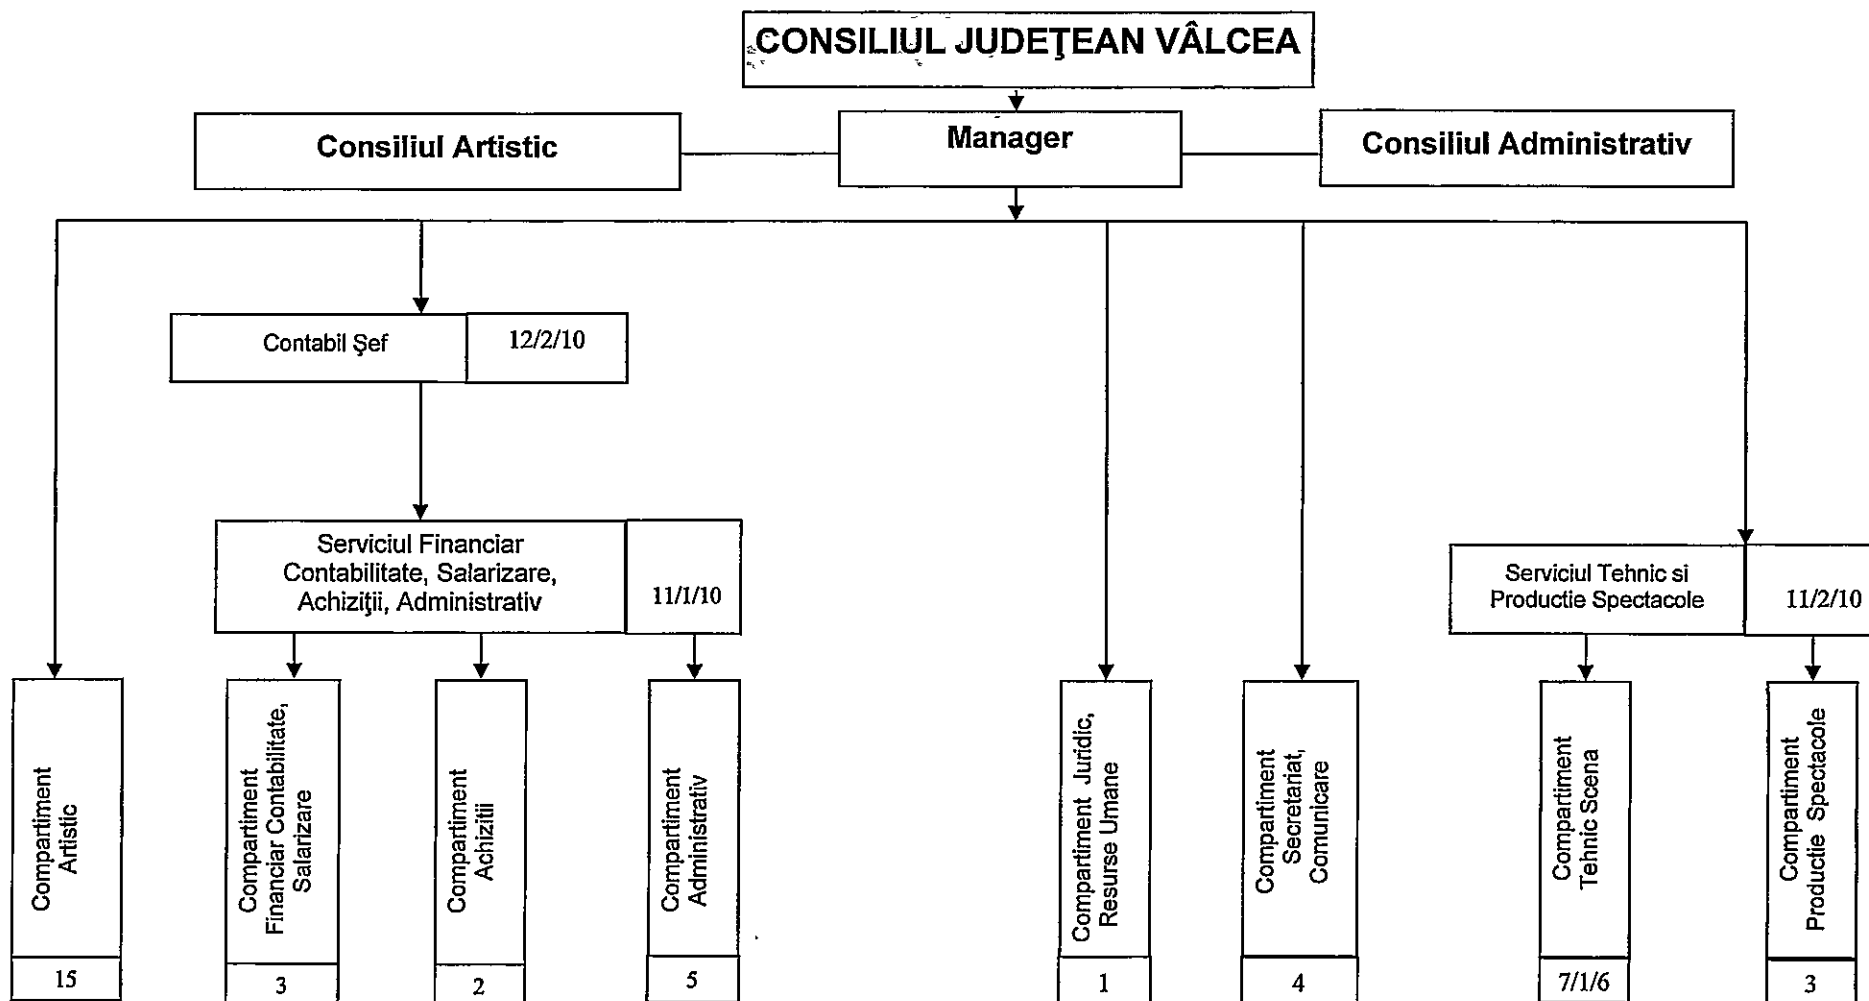 CONSILIUL JUDEŢEAN VÂLCEA
Consiliul Artistic
Manager
Consiliul Administrativ
Contabil Şef
12/2/10
Serviciul Financiar
Contabilitate, Salarizare,
Achiziţii, Administrativ
11/1/10
Serviciul Tehnic si
Productie Spectacole
11/2/10
Compartiment
Artistic
15
Compartiment
Financiar Contabilitate,
Salarizare
3
Compartiment
Achizitii
2
Compartiment
Administrativ
5
Compartiment Juridic,
Resurse Umane
1
Compartiment
Secretariat,
Comunicare
4
Compartiment
Tehnic Scena
7/1/6
Compartiment
Productie Spectacole
3